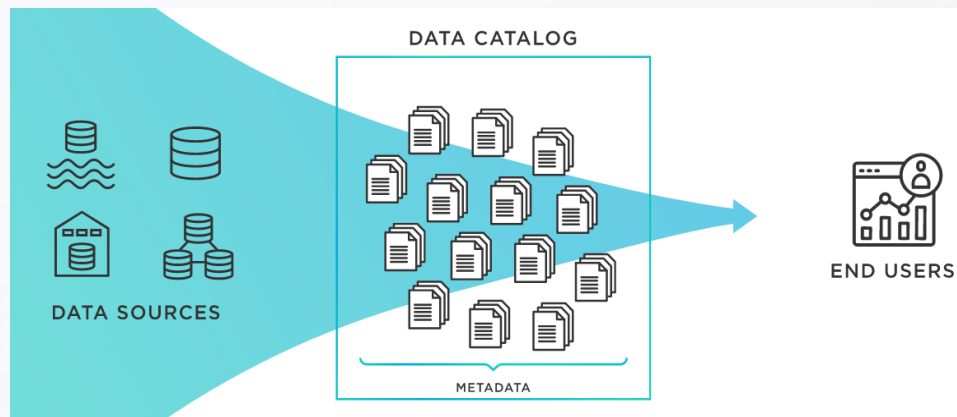 DATA CATALOG
DATA SOURCES
END USERS
METADATA